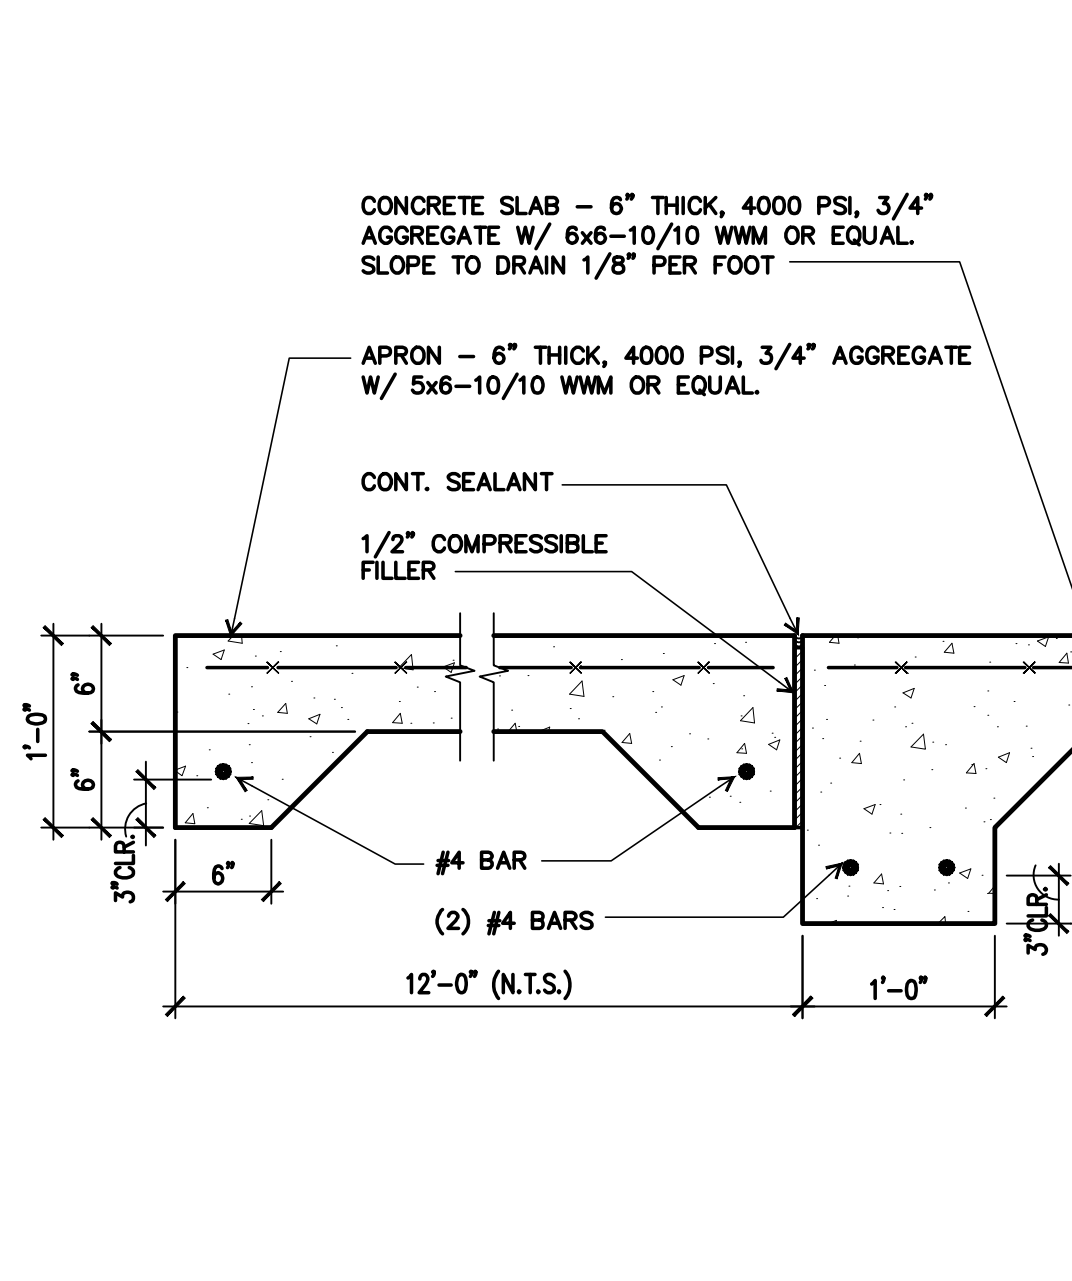 CONCRETE SLAB – 6" THICK, 4000 PSI, 3/4"
AGGREGATE W/ 6x6–10/10 WWM OR EQUAL.
SLOPE TO DRAIN 1/8" PER FOOT
APRON – 6" THICK, 4000 PSI, 3/4" AGGREGATE
W/ 5x6–10/10 WWM OR EQUAL.
CONT. SEALANT
1/2" COMPRESSIBLE
FILLER
6"
1'–0"
6"
3"CLR.
6"
#4 BAR
(2) #4 BARS
3"CLR.
12'–0" (N.T.S.)
1'–0"